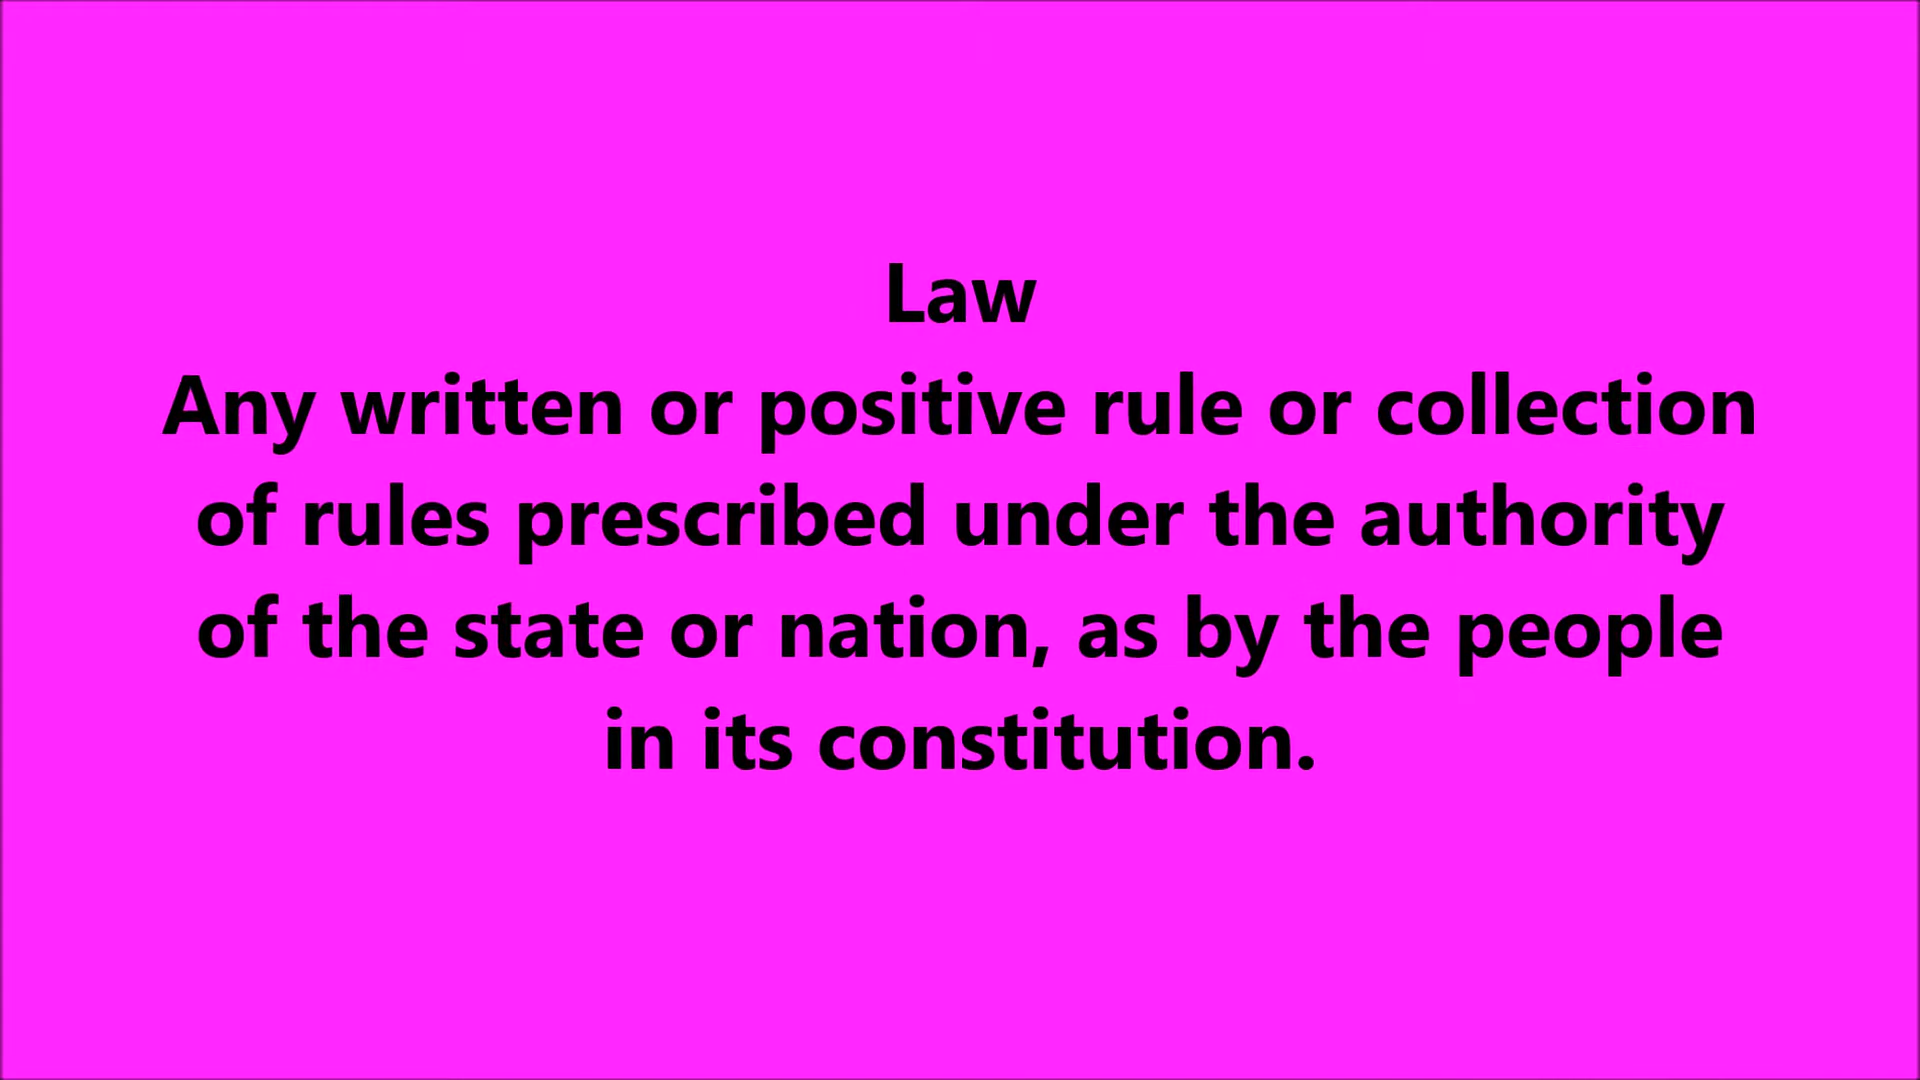 Law
Any written or positive rule or collection
of rules prescribed under the authority
of the state or nation, as by the people
in its constitution.